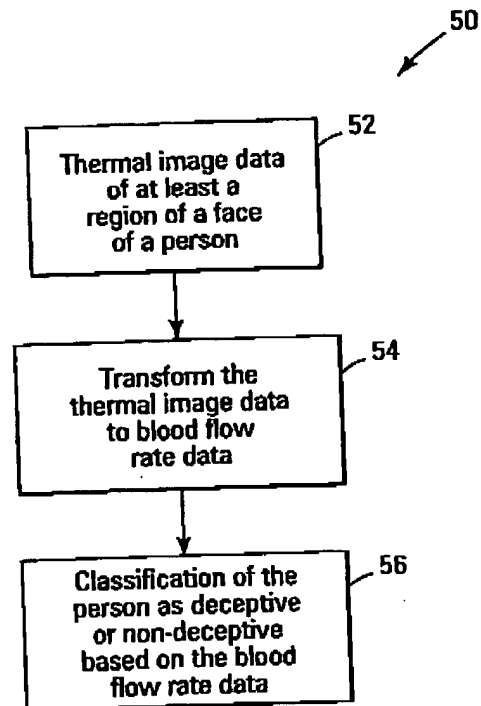 50
52
Thermal image data
of at least a
region of a face
of a person
54
Transform the
thermal image data
to blood flow
rate data
56
Classification of the
person as deceptive
or non-deceptive
based on the blood
flow rate data